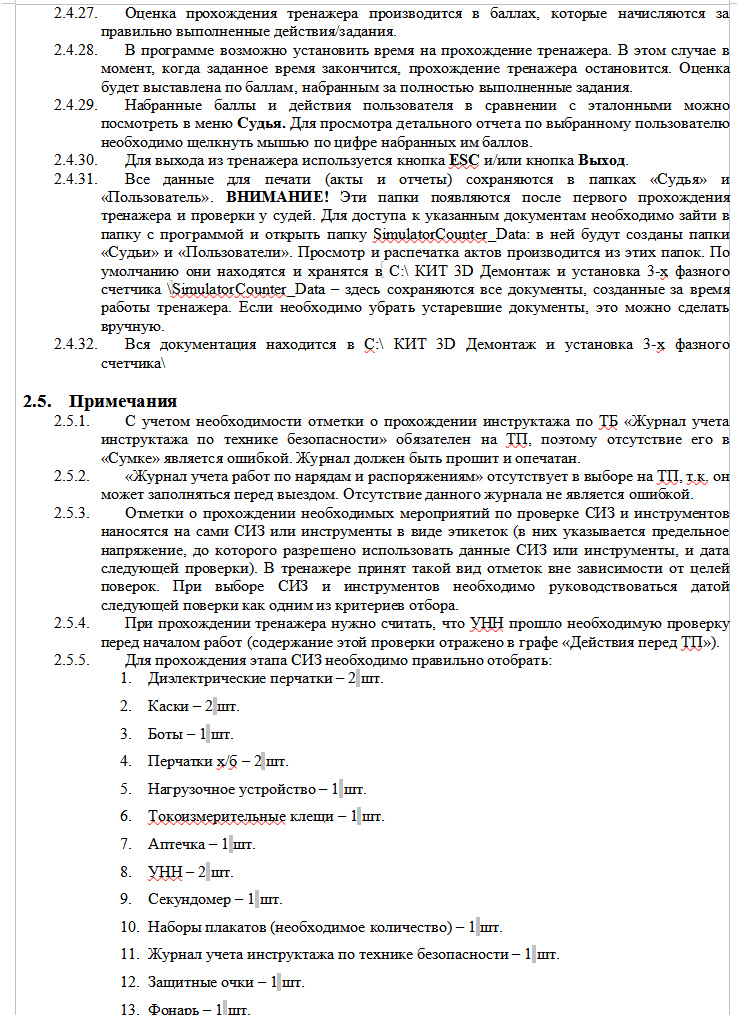 2.4.27. Оценка прохождения тренажера производится в баллах, которые начисляются за
правильно выполненные действия/задания.
2.4.28. В программе возможно установить время на прохождение тренажера. В этом случае в
момент, когда заданное время закончится, прохождение тренажера остановится. Оценка
будет выставлена по баллам, набранным за полностью выполненные задания.
2.4.29. Набранные баллы и действия пользователя в сравнении с эталонными можно
посмотреть в меню Судья. Для просмотра детального отчета по выбранному пользователю
необходимо щелкнуть мышью по цифре набранных им баллов.
2.4.30. Для выхода из тренажера используется кнопка ESC и/или кнопка Выход.
2.4.31. Все данные для печати (акты и отчеты) сохраняются в папках «Судья» и
«Пользователь». ВНИМАНИЕ! Эти папки появляются после первого прохождения
тренажера и проверки у судей. Для доступа к указанным документам необходимо зайти в
папку с программой и открыть папку SimulatorCounter_Data: в ней будут созданы папки
«Судьи» и «Пользователи». Просмотр и распечатка актов производится из этих папок. По
умолчанию они находятся и хранятся в C:\ КИТ 3D Демонтаж и установка 3-х фазного
счетчика \SimulatorCounter_Data – здесь сохраняются все документы, созданные за время
работы тренажера. Если необходимо убрать устаревшие документы, это можно сделать
вручную.
2.4.32. Вся документация находится в C:\ КИТ 3D Демонтаж и установка 3-х фазного
счетчика\
2.5. Примечания
2.5.1. С учетом необходимости отметки о прохождении инструктажа по ТБ «Журнал учета
инструктажа по технике безопасности» обязателен на ТП, поэтому отсутствие его в
«Сумке» является ошибкой. Журнал должен быть прошит и опечатан.
2.5.2. «Журнал учета работ по нарядам и распоряжениям» отсутствует в выборе на ТП, т.к. он
может заполняться перед выездом. Отсутствие данного журнала не является ошибкой.
2.5.3. Отметки о прохождении необходимых мероприятий по проверке СИЗ и инструментов
наносятся на сами СИЗ или инструменты в виде этикеток (в них указывается предельное
напряжение, до которого разрешено использовать данные СИЗ или инструменты, и дата
следующей проверки). В тренажере принят такой вид отметок вне зависимости от целей
поверок. При выборе СИЗ и инструментов необходимо руководствоваться датой
следующей поверки как одним из критериев отбора.
2.5.4. При прохождении тренажера нужно считать, что УНН прошло необходимую проверку
перед началом работ (содержание этой проверки отражено в графе «Действия перед ТП»).
2.5.5. Для прохождения этапа СИЗ необходимо правильно отобрать:
1. Диэлектрические перчатки – 2 шт.
2. Каски – 2 шт.
3. Боты – 1 шт.
4. Перчатки х/б – 2 шт.
5. Нагрузочное устройство – 1 шт.
6. Токоизмерительные клещи – 1 шт.
7. Аптечка – 1 шт.
8. УНН – 2 шт.
9. Секундомер – 1 шт.
10. Наборы плакатов (необходимое количество) – 1 шт.
11. Журнал учета инструктажа по технике безопасности – 1 шт.
12. Защитные очки – 1 шт.
13. Фонарь – 1 шт.